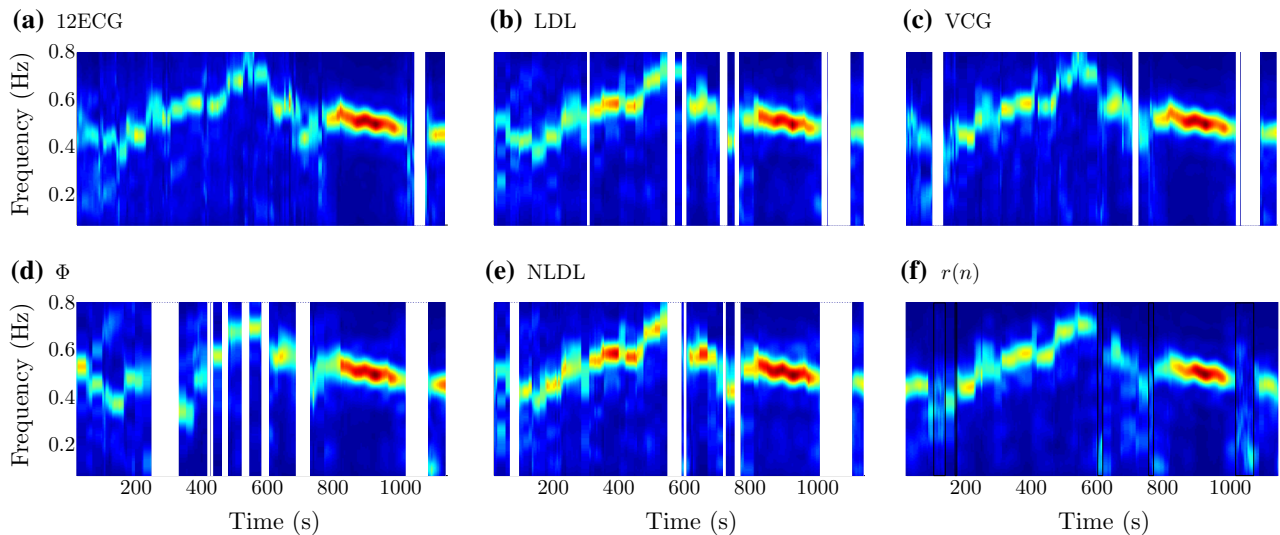 (a) 12ECG
(b) LDL
(c) VCG
Frequency (Hz)
0.8
0.6
0.4
0.2
(d) Φ
(e) NLDL
(f) r(n)
Frequency (Hz)
0.8
0.6
0.4
0.2
200 400 600 800 1000
200 400 600 800 1000
200 400 600 800 1000
Time (s)
Time (s)
Time (s)